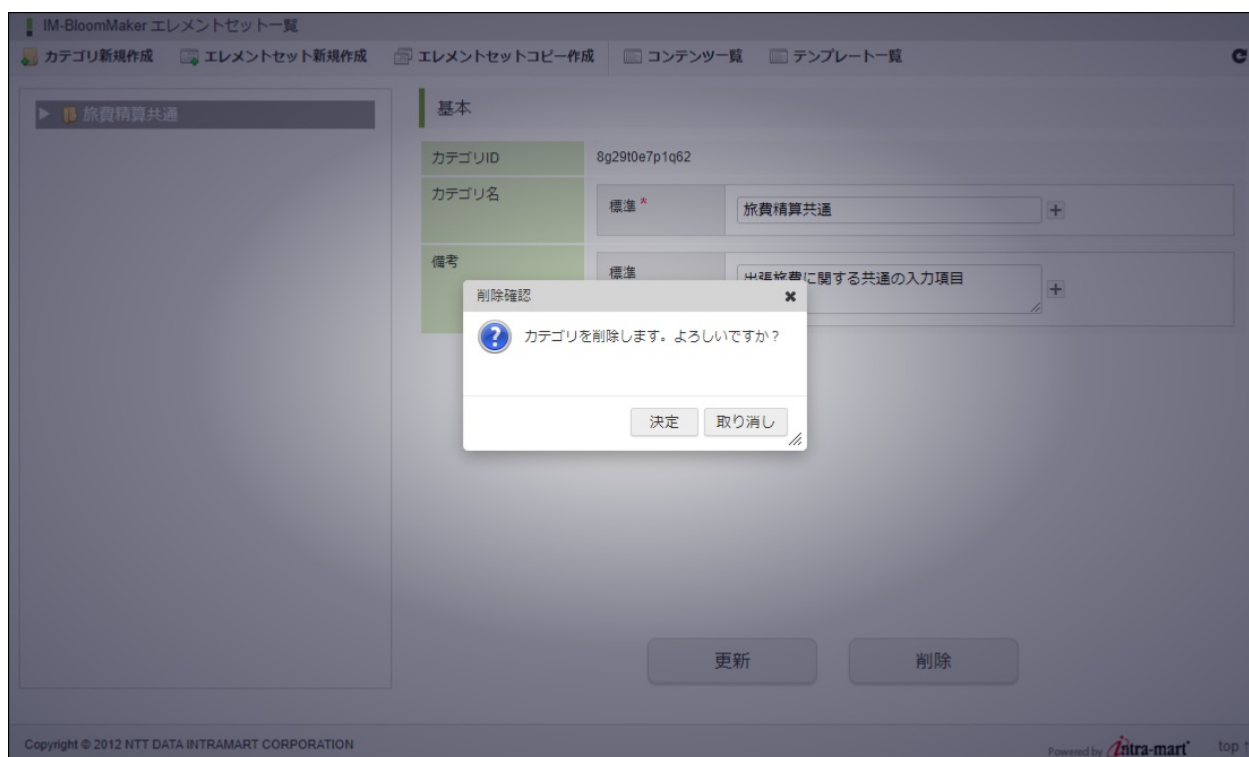 IM-BloomMaker エレメントセット一覧
カテゴリ新規作成 エレメントセット新規作成 エレメントセットコピー作成 コンテンツ一覧 テンプレート一覧
旅費精算共通
基本
カテゴリID 8g29t0e7p1q62
カテゴリ名 標準 * 旅費精算共通
備考 標準 出張旅費に関する共通の入力項目
削除確認
カテゴリを削除します。よろしいですか？
決定 取り消し
更新 削除
Copyright © 2012 NTT DATA INTRAMART CORPORATION
Powered by intra-mart top ↑